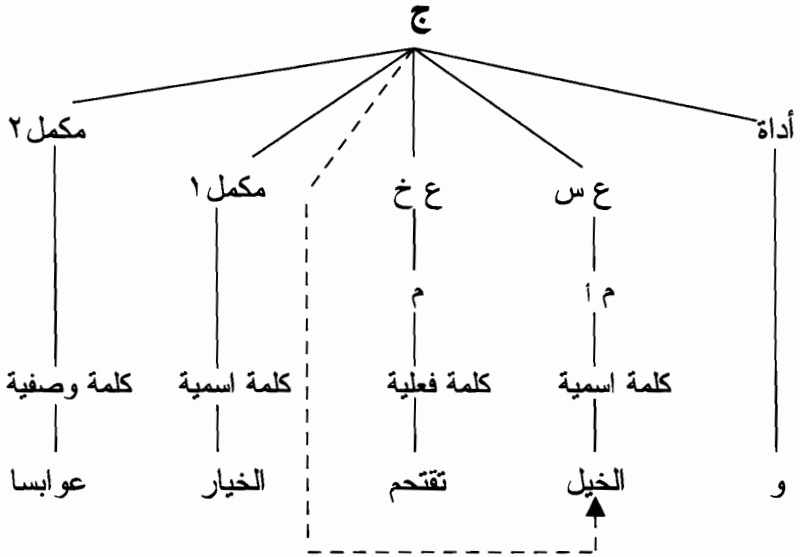 ج
أداة
مكمل٢
ع س
ع خ
مكمل١
م أ
م
كلمة اسمية
كلمة فعلية
كلمة اسمية
كلمة وصفية
و
الخيل
تقتحم
الخيار
عوابسا